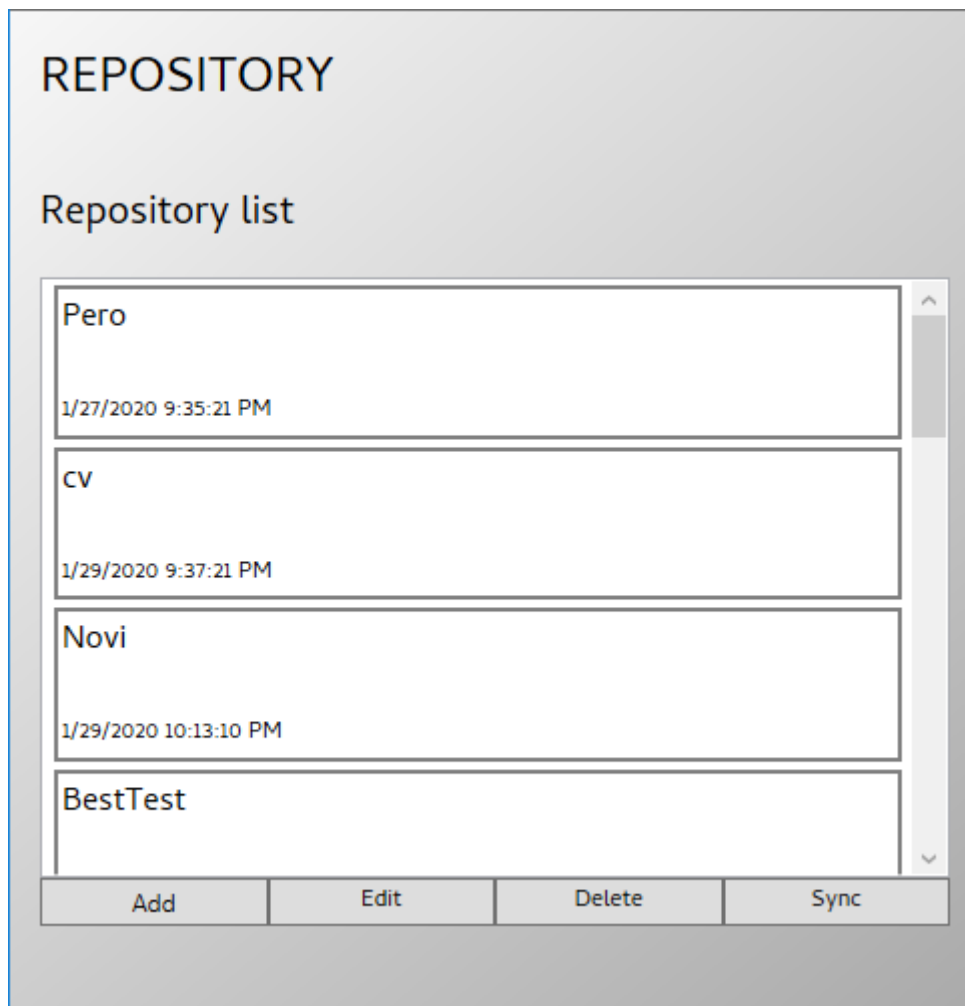 REPOSITORY
Repository list
Pero
1/27/2020 9:35:21 PM
cv
1/29/2020 9:37:21 PM
Novi
1/29/2020 10:13:10 PM
BestTest
Add Edit Delete Sync